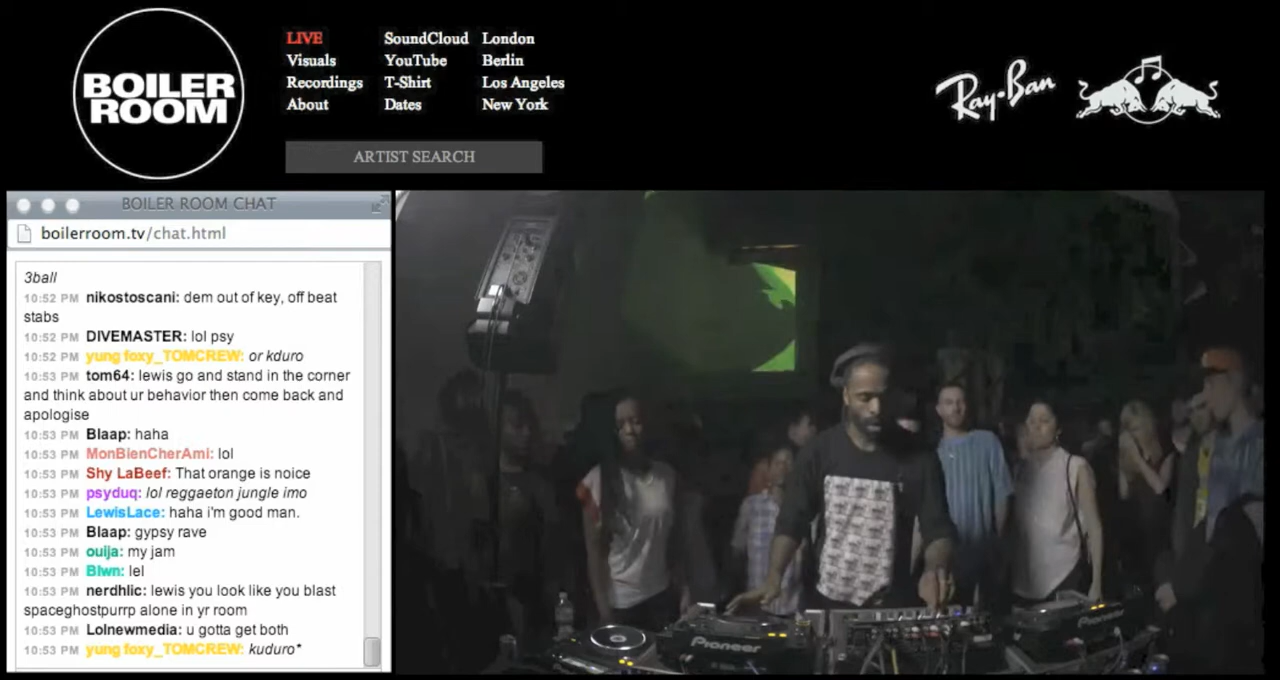 BOILER
ROOM
LIVE
Visuals
Recordings
About
SoundCloud
YouTube
T-Shirt
Dates
London
Berlin
Los Angeles
New York
ARTIST SEARCH
Ray-Ban
BOILER ROOM CHAT
boilerroom.tv/chat.html
3ball
10:52 PM nikostoscani: dem out of key, off beat
stabs
10:52 PM DIVEMASTER: lol psy
10:52 PM yung foxy_TOMCREW: or kduro
10:53 PM tom64: lewis go and stand in the corner
and think about ur behavior then come back and
apologise
10:53 PM Blaap: haha
10:53 PM MonBienCherAmi: lol
10:53 PM Shy LaBeef: That orange is noice
10:53 PM psyduq: lol reggaeton jungle imo
10:53 PM LewisLace: haha i'm good man.
10:53 PM Blaap: gypsy rave
10:53 PM ouija: my jam
10:53 PM Blwn: lel
10:53 PM nerdhlic: lewis you look like you blast
spaceghostpurrp alone in yr room
10:53 PM Lolnewmedia: u gotta get both
10:53 PM yung foxy_TOMCREW: kuduro*
Pioneer